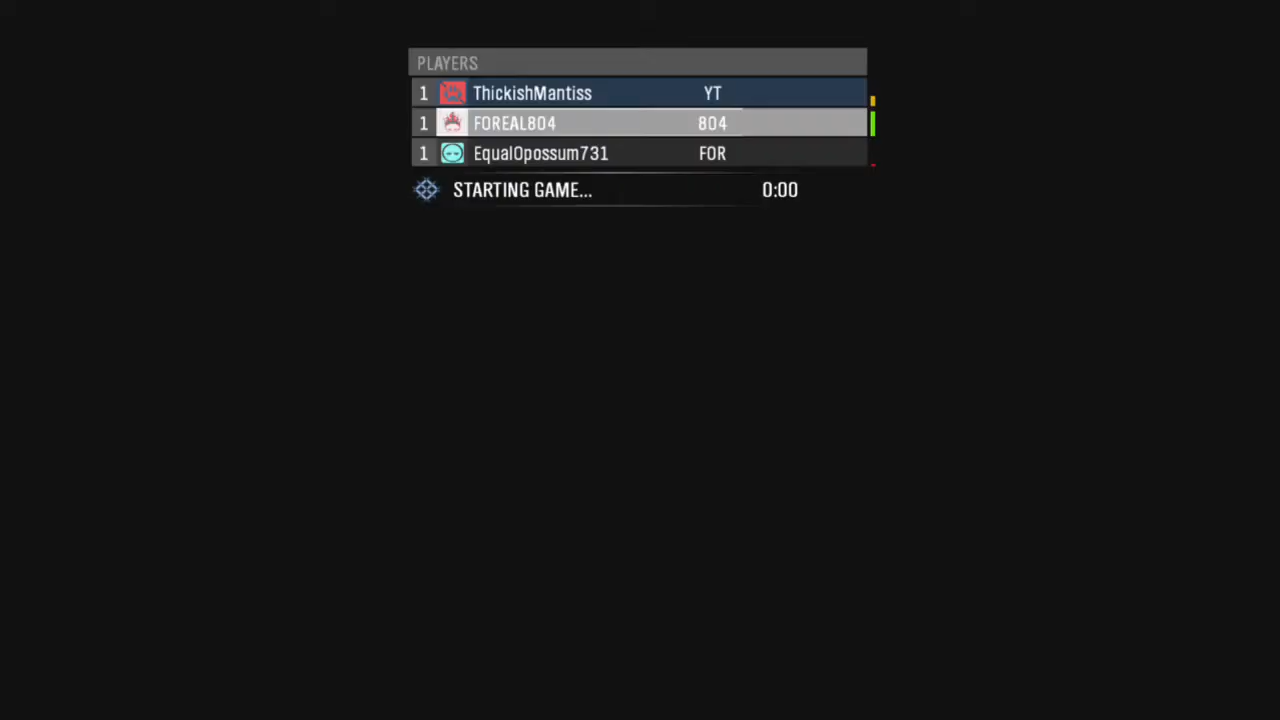 PLAYERS
1 ThickishMantiss YT
1 FOREAL804 804
1 EqualOpossum731 FOR
STARTING GAME... 0:00